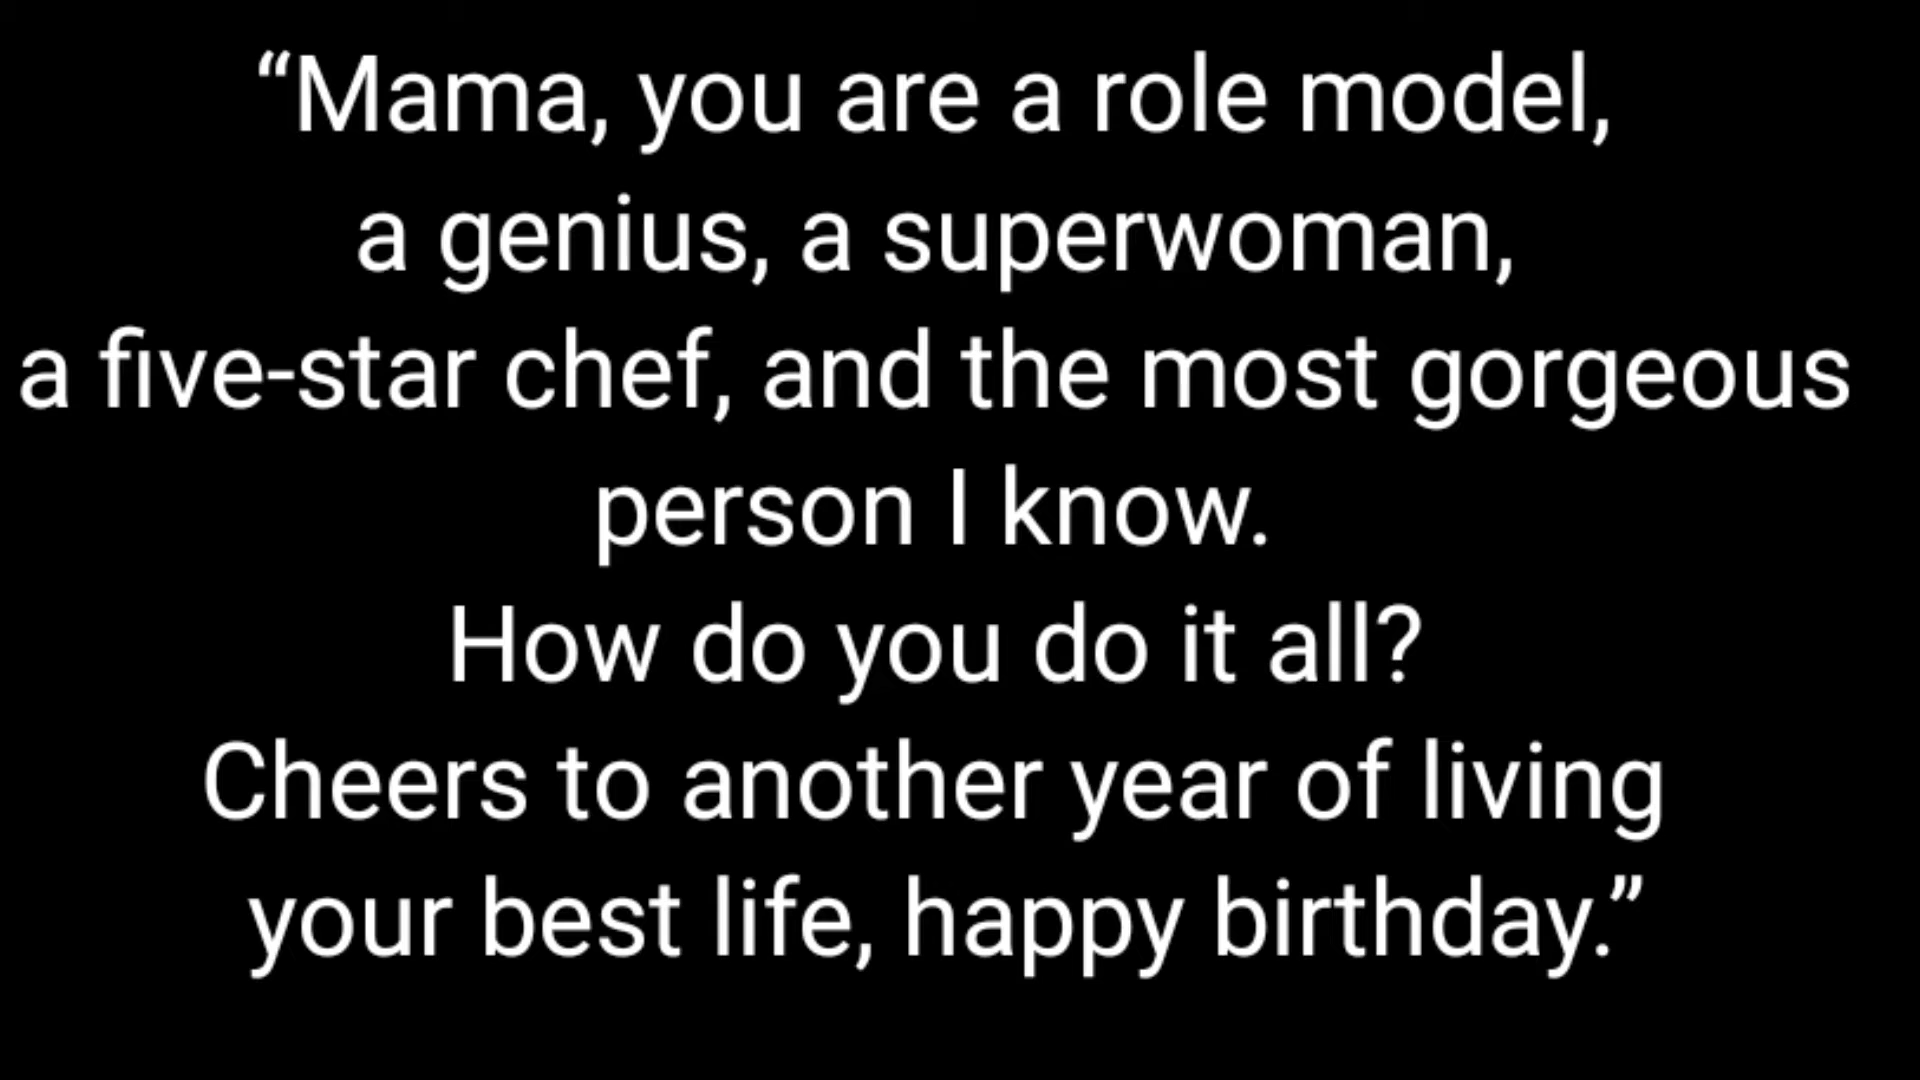 “Mama, you are a role model,
a genius, a superwoman,
a five-star chef, and the most gorgeous
person I know.
How do you do it all?
Cheers to another year of living
your best life, happy birthday.”